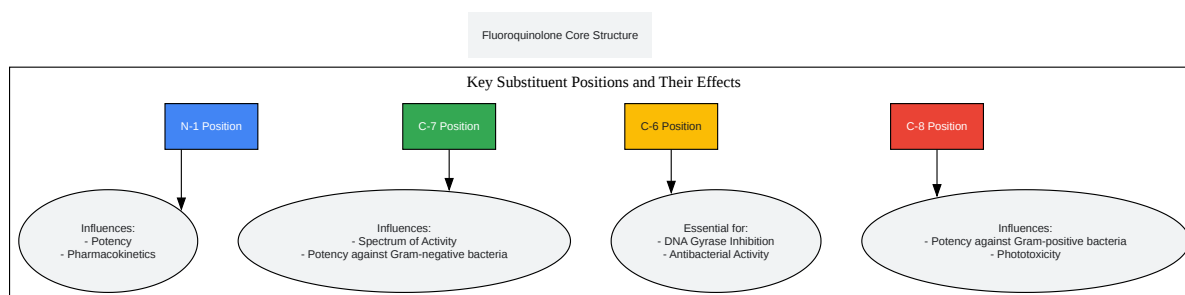 Fluoroquinolone Core Structure
Key Substituent Positions and Their Effects
N-1 Position
C-7 Position
C-6 Position
C-8 Position
Influences:
- Potency
- Pharmacokinetics
Influences:
- Spectrum of Activity
- Potency against Gram-negative bacteria
Essential for:
- DNA Gyrase Inhibition
- Antibacterial Activity
Influences:
- Potency against Gram-positive bacteria
- Phototoxicity